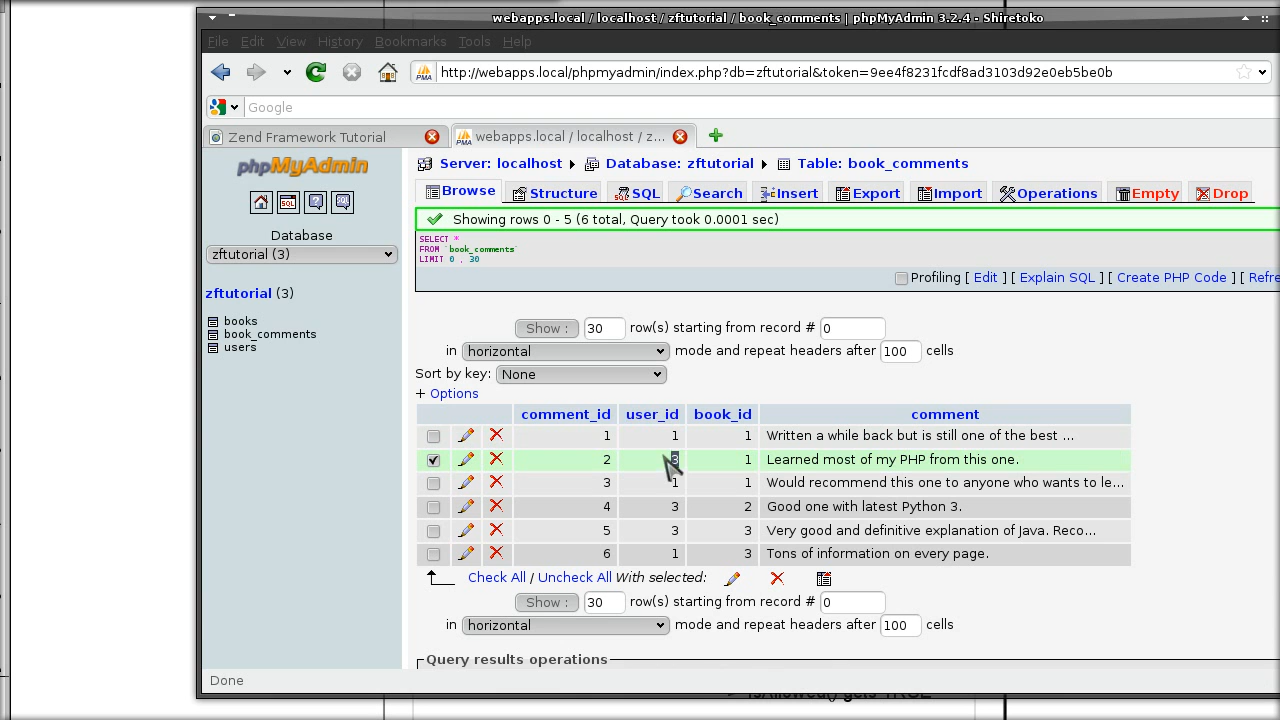 webapps.local / localhost / zftutorial / book_comments | phpMyAdmin 3.2.4 - Shiretoko
File Edit View History Bookmarks Tools Help
http://webapps.local/phpmyadmin/index.php?db=zftutorial&token=9ee4f8231fcdf8ad3103d92e0eb5be0b
Google
Zend Framework Tutorial
webapps.local / localhost / z...
phpMyAdmin
Server: localhost Database: zftutorial Table: book_comments
Browse Structure SQL Search Insert Export Import Operations Empty Drop
Showing rows 0 - 5 (6 total, Query took 0.0001 sec)
SELECT *
FROM `book_comments`
LIMIT 0 , 30
Profiling [ Edit ] [ Explain SQL ] [ Create PHP Code ] [ Refre
Database
zftutorial (3)
zftutorial (3)
books
book_comments
users
Show : 30 row(s) starting from record # 0
in horizontal mode and repeat headers after 100 cells
Sort by key: None
+ Options
comment_id user_id book_id comment
1 1 1 Written a while back but is still one of the best ...
2 3 1 Learned most of my PHP from this one.
3 1 1 Would recommend this one to anyone who wants to le...
4 3 2 Good one with latest Python 3.
5 3 3 Very good and definitive explanation of Java. Reco...
6 1 3 Tons of information on every page.
Check All / Uncheck All With selected:
Show : 30 row(s) starting from record # 0
in horizontal mode and repeat headers after 100 cells
Query results operations
Done